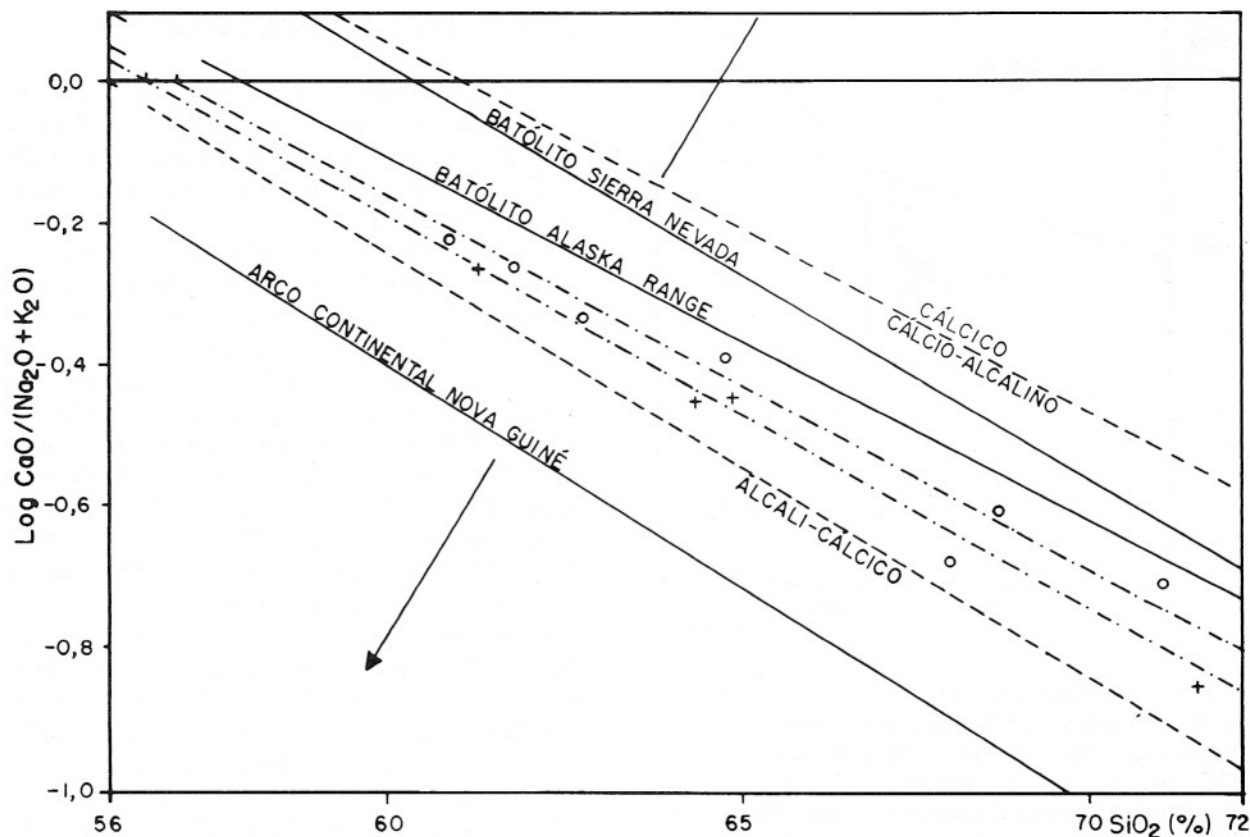 0,0
-0,2
-0,4
-0,6
-0,8
-1,0
Log CaO/(Na₂O+K₂O)
BATÓLITO SIERRA NEVADA
BATÓLITO ALASKA RANGE
ARCO CONTINENTAL NOVA GUINÉ
CÁLCICO
CÁLCIO-ALCALINO
ALCALI-CÁLCICO
56
60
65
70
SiO₂ (%)
72